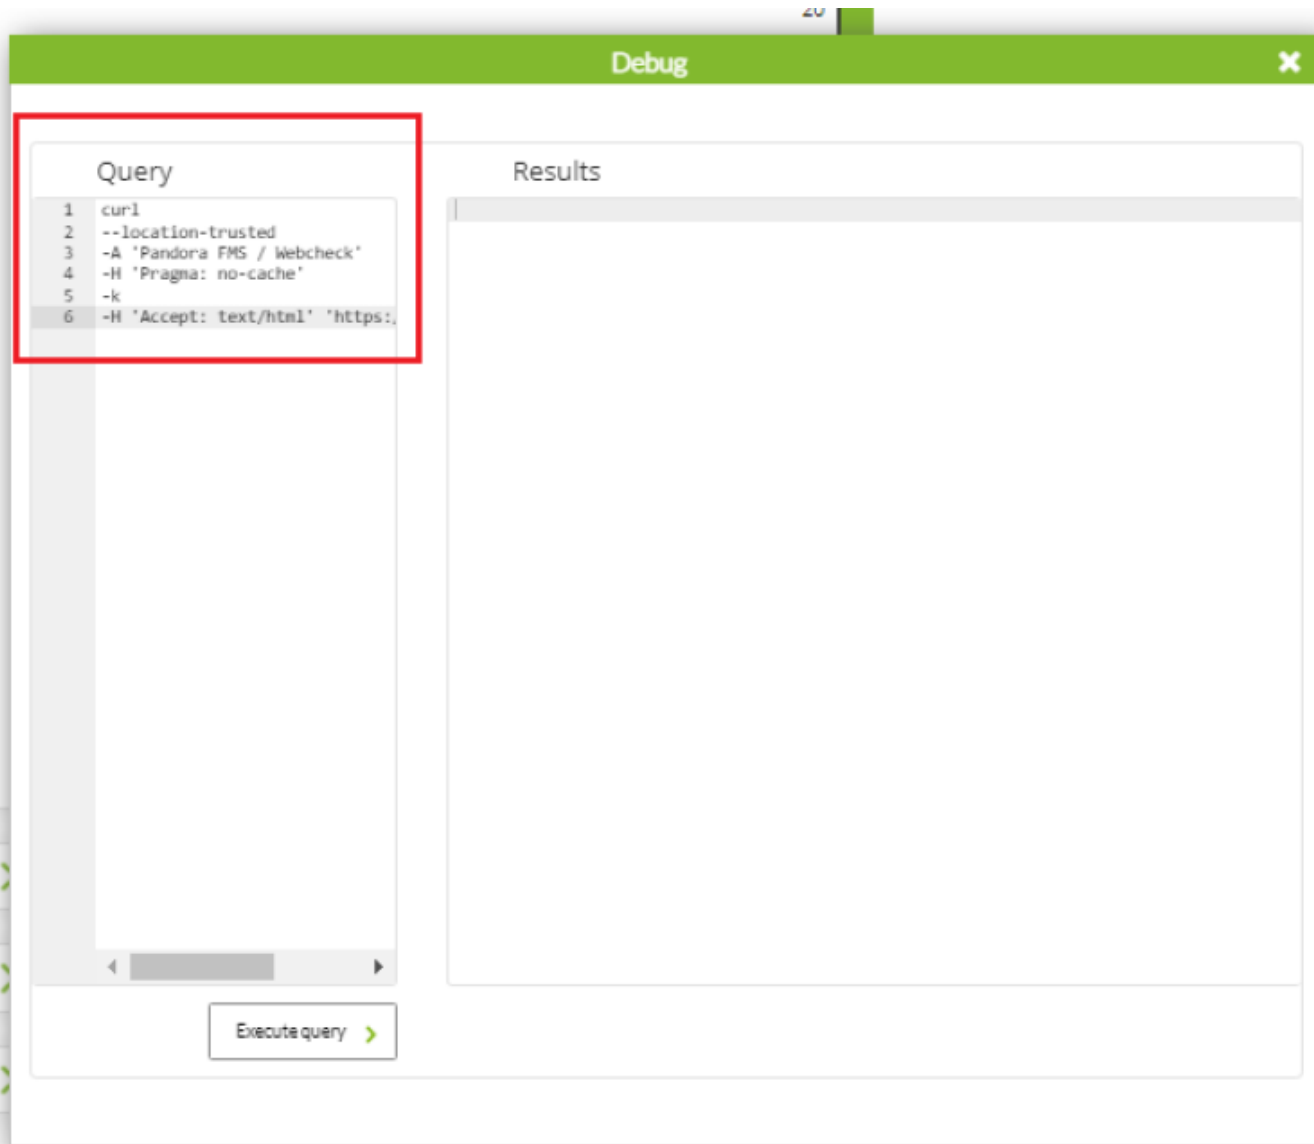 20
Debug
Query
Results
1 curl
2 --location-trusted
3 -A 'Pandora FMS / Webcheck'
4 -H 'Pragma: no-cache'
5 -k
6 -H 'Accept: text/html' 'https:/
Execute query